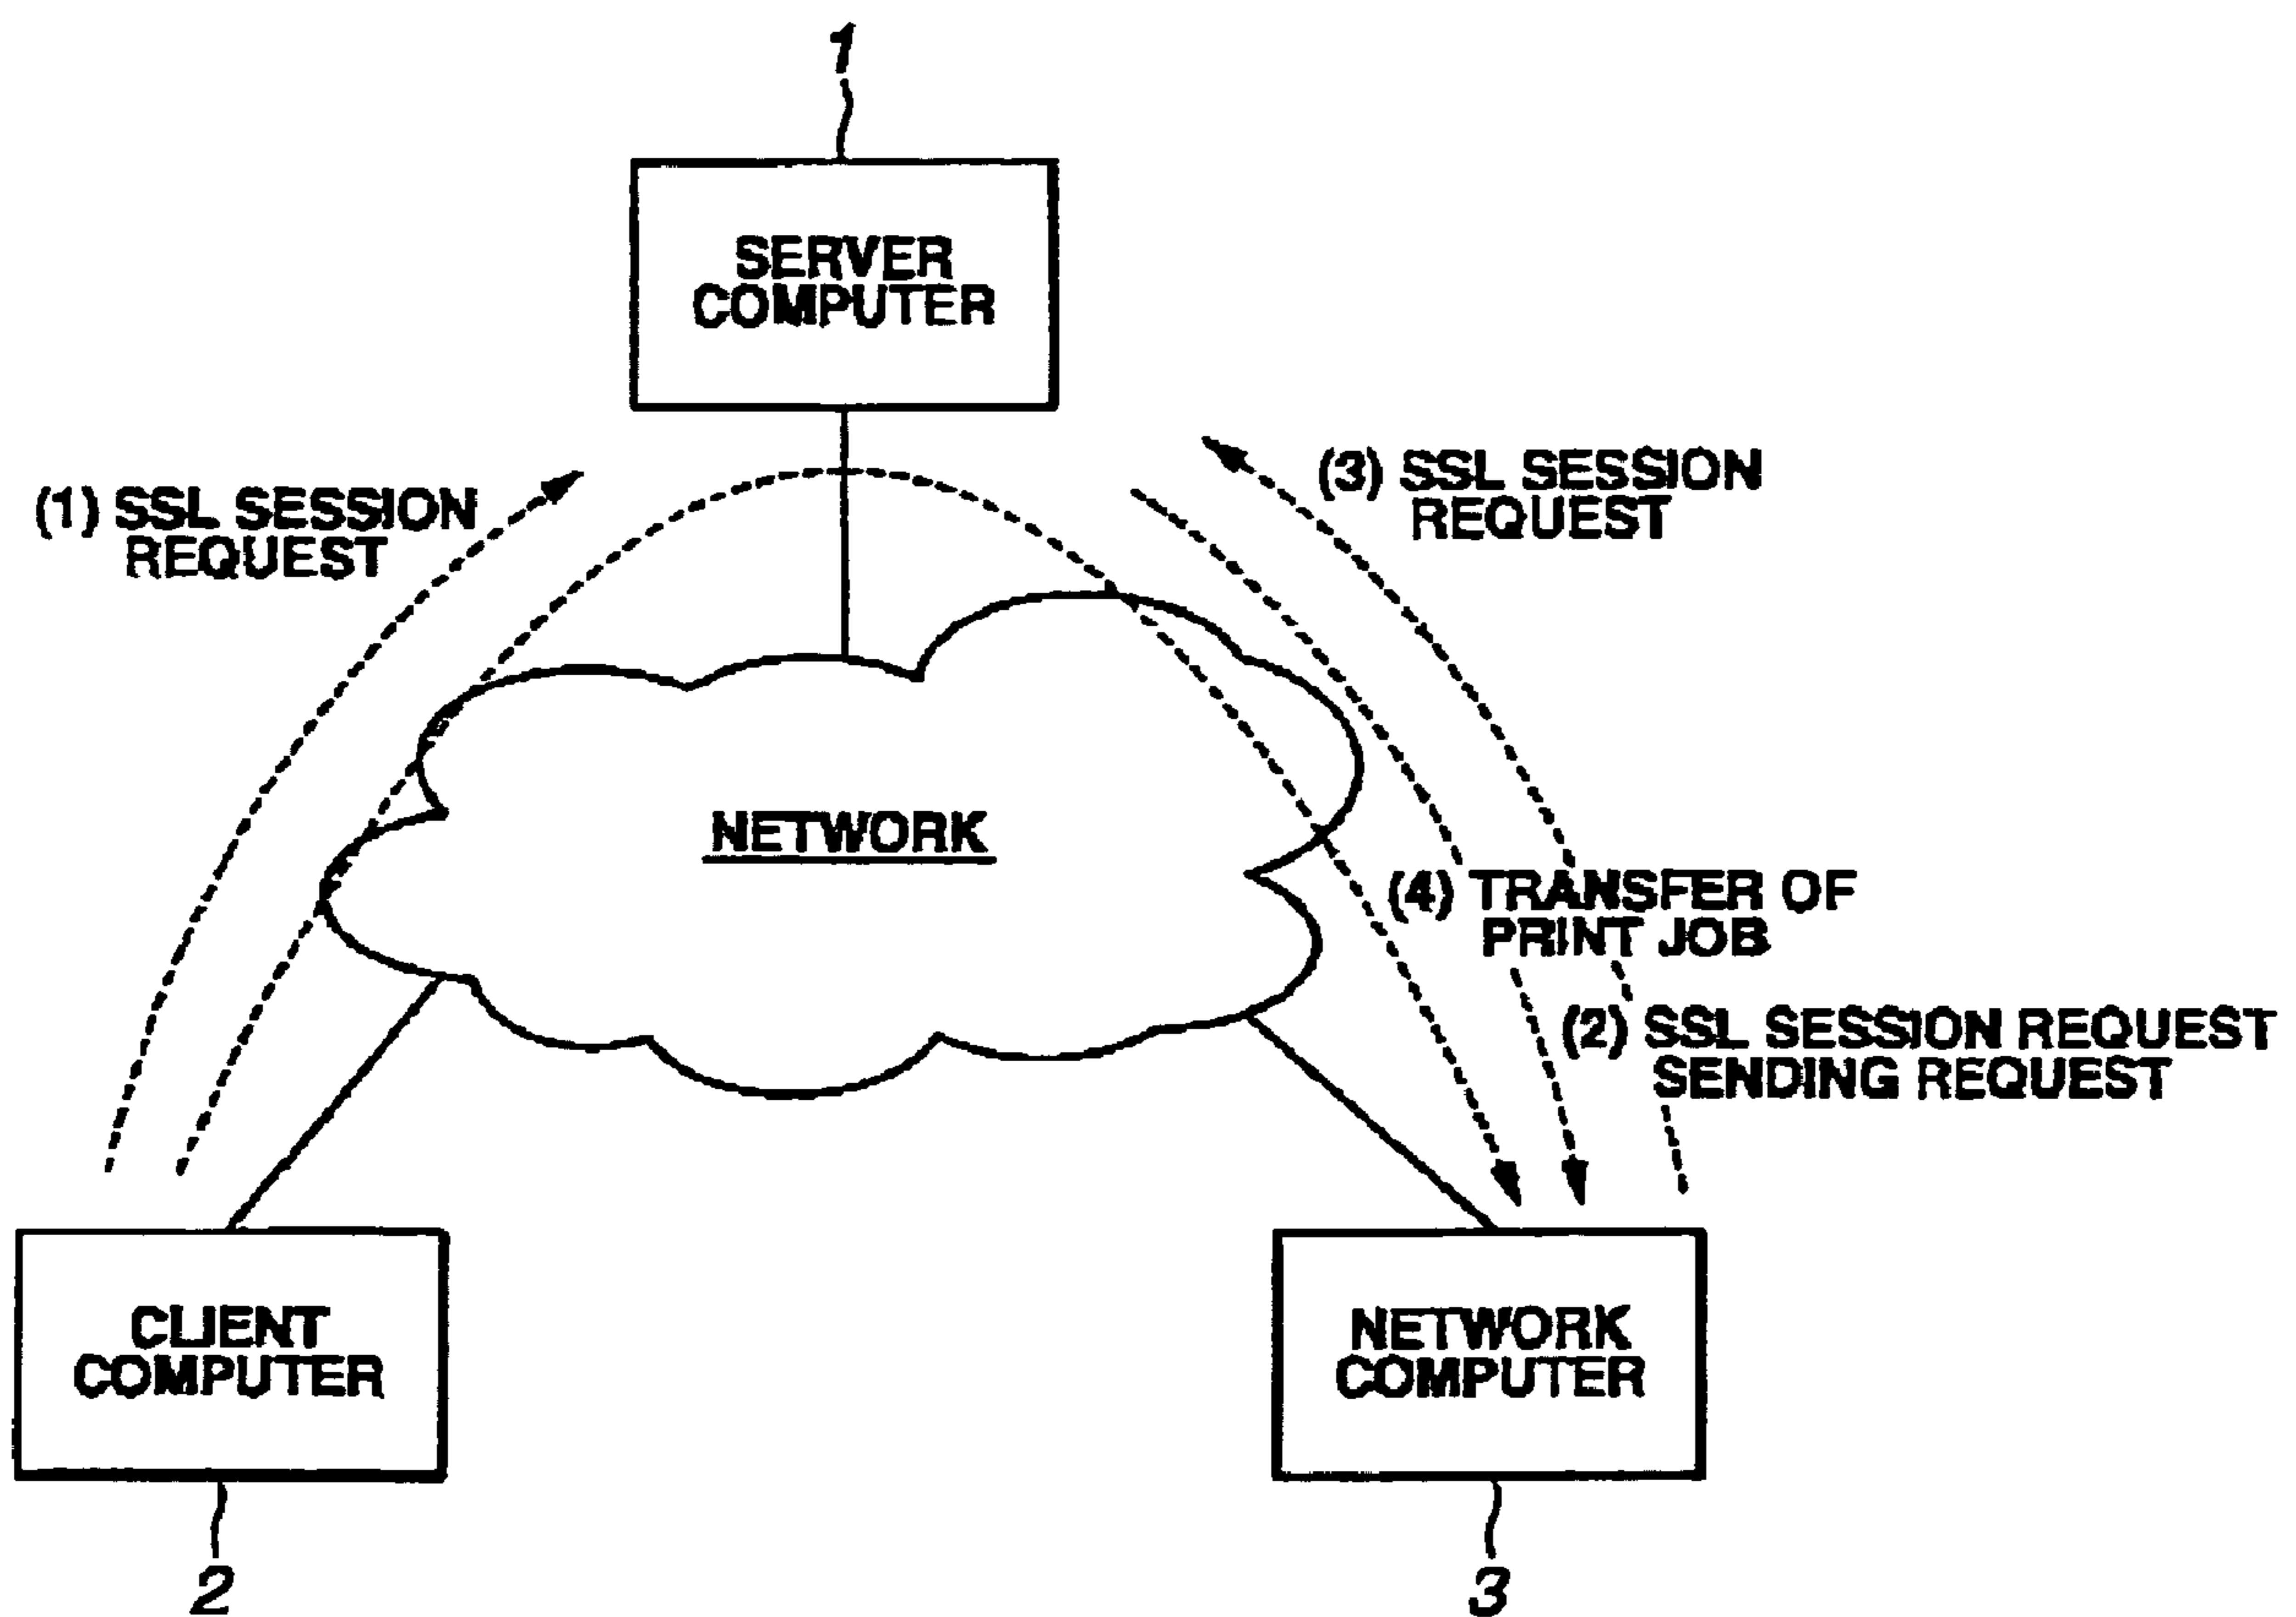 1
SERVER
COMPUTER
(1) SSL SESSION
REQUEST
(3) SSL SESSION
REQUEST
NETWORK
(4) TRANSFER OF
PRINT JOB
(2) SSL SESSION REQUEST
SENDING REQUEST
CLIENT
COMPUTER
NETWORK
COMPUTER
2
3